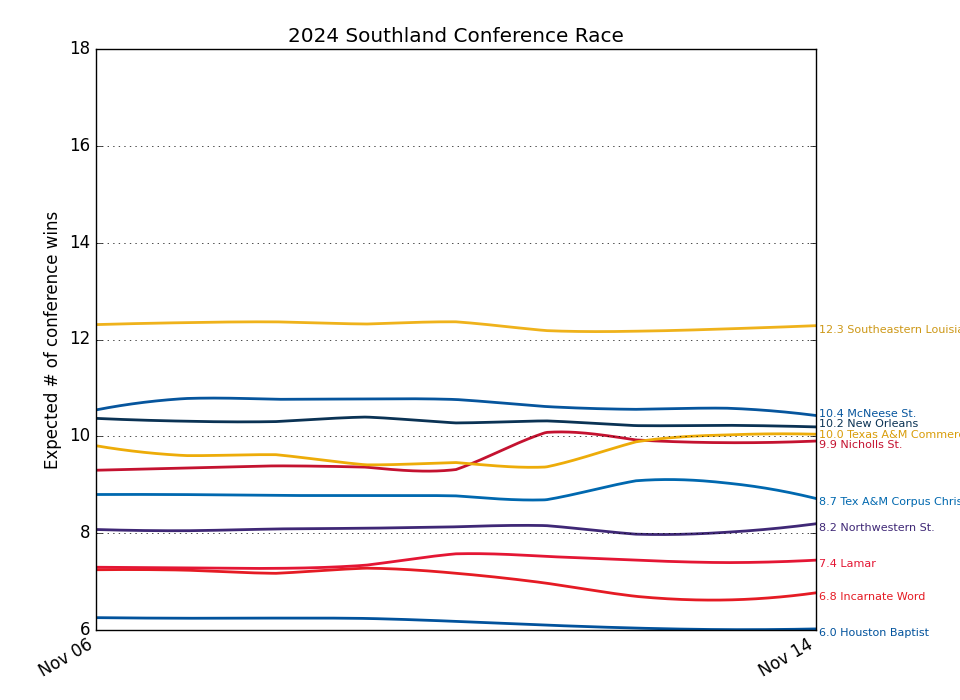 2024 Southland Conference Race
Expected # of conference wins
18
16
14
12
10
8
6
Nov 06
Nov 14
12.3 Southeastern Louisia
10.4 McNeese St.
10.2 New Orleans
10.0 Texas A&M Commerc
9.9 Nicholls St.
8.7 Tex A&M Corpus Chris
8.2 Northwestern St.
7.4 Lamar
6.8 Incarnate Word
6.0 Houston Baptist